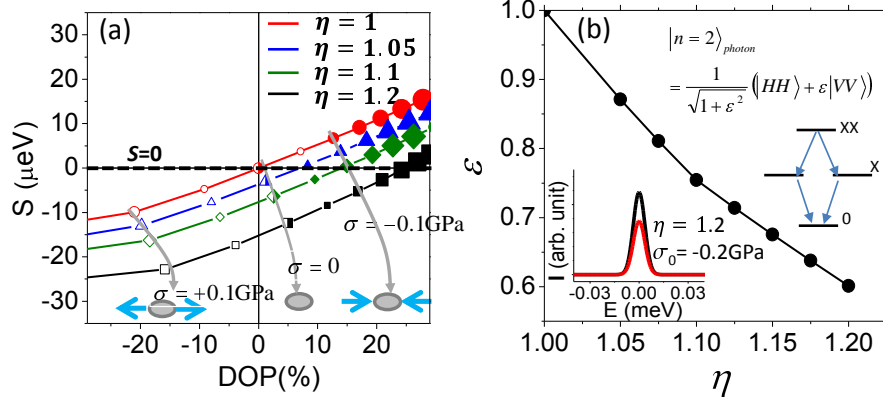 (a)
η = 1
η = 1.05
η = 1.1
η = 1.2
S=0
σ = −0.1GPa
σ = 0
σ = +0.1GPa
S (μeV)
20
10
0
-10
-20
-30
-20
-10
0
10
20
DOP(%)
(b)
|n = 2⟩photon
= 1/√(1+ε²) (|HH⟩ + ε|VV⟩)
XX
X
0
η = 1.2
σ0= -0.2GPa
I (arb. unit)
-0.03
0.00
0.03
E (meV)
ε
1.0
0.9
0.8
0.7
0.6
1.00
1.05
1.10
1.15
1.20
η